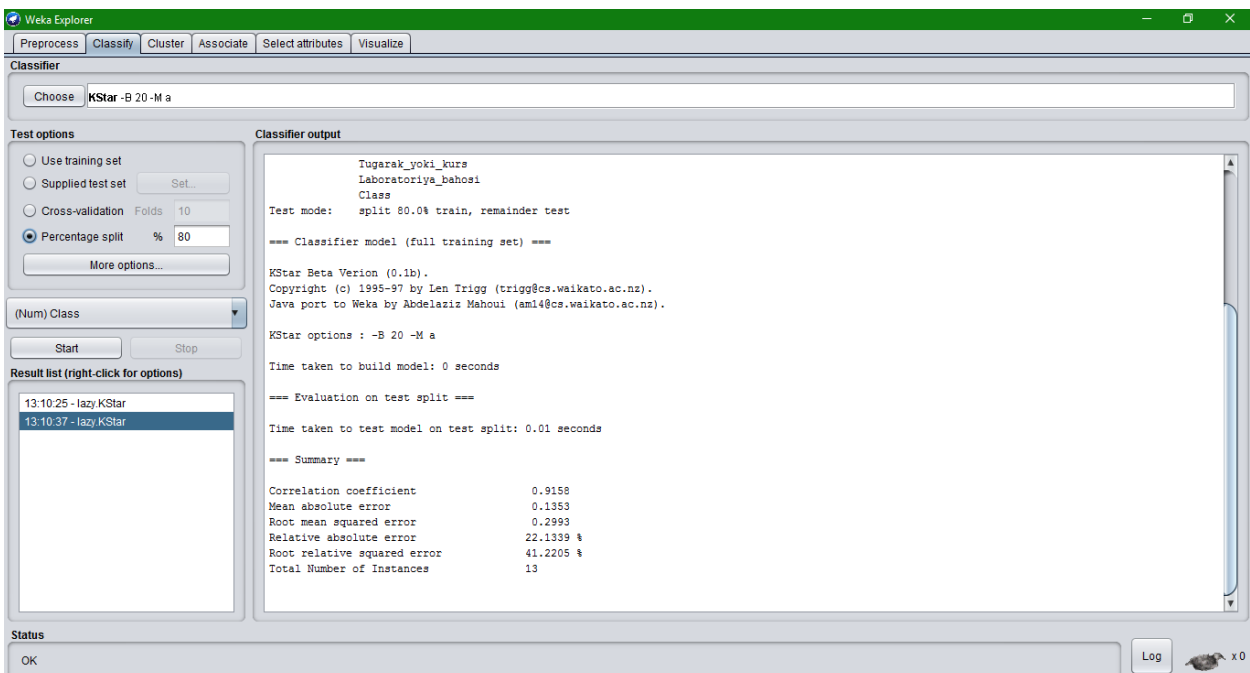 Weka Explorer
Preprocess Classify Cluster Associate Select attributes Visualize
Classifier
Choose KStar -B 20 -M a
Test options
Use training set
Supplied test set Set...
Cross-validation Folds 10
Percentage split % 80
More options...
(Num) Class
Start Stop
Result list (right-click for options)
13:10:25 - lazy.KStar
13:10:37 - lazy.KStar
Classifier output
Tugarak_yoki_kurs
Laboratoriya_bahosi
Class
Test mode: split 80.0% train, remainder test
=== Classifier model (full training set) ===
KStar Beta Verion (0.1b).
Copyright (c) 1995-97 by Len Trigg (trigg@cs.waikato.ac.nz).
Java port to Weka by Abdelaziz Mahoui (am14@cs.waikato.ac.nz).
KStar options : -B 20 -M a
Time taken to build model: 0 seconds
=== Evaluation on test split ===
Time taken to test model on test split: 0.01 seconds
=== Summary ===
Correlation coefficient 0.9158
Mean absolute error 0.1353
Root mean squared error 0.2993
Relative absolute error 22.1339 %
Root relative squared error 41.2205 %
Total Number of Instances 13
Status
OK
Log x 0